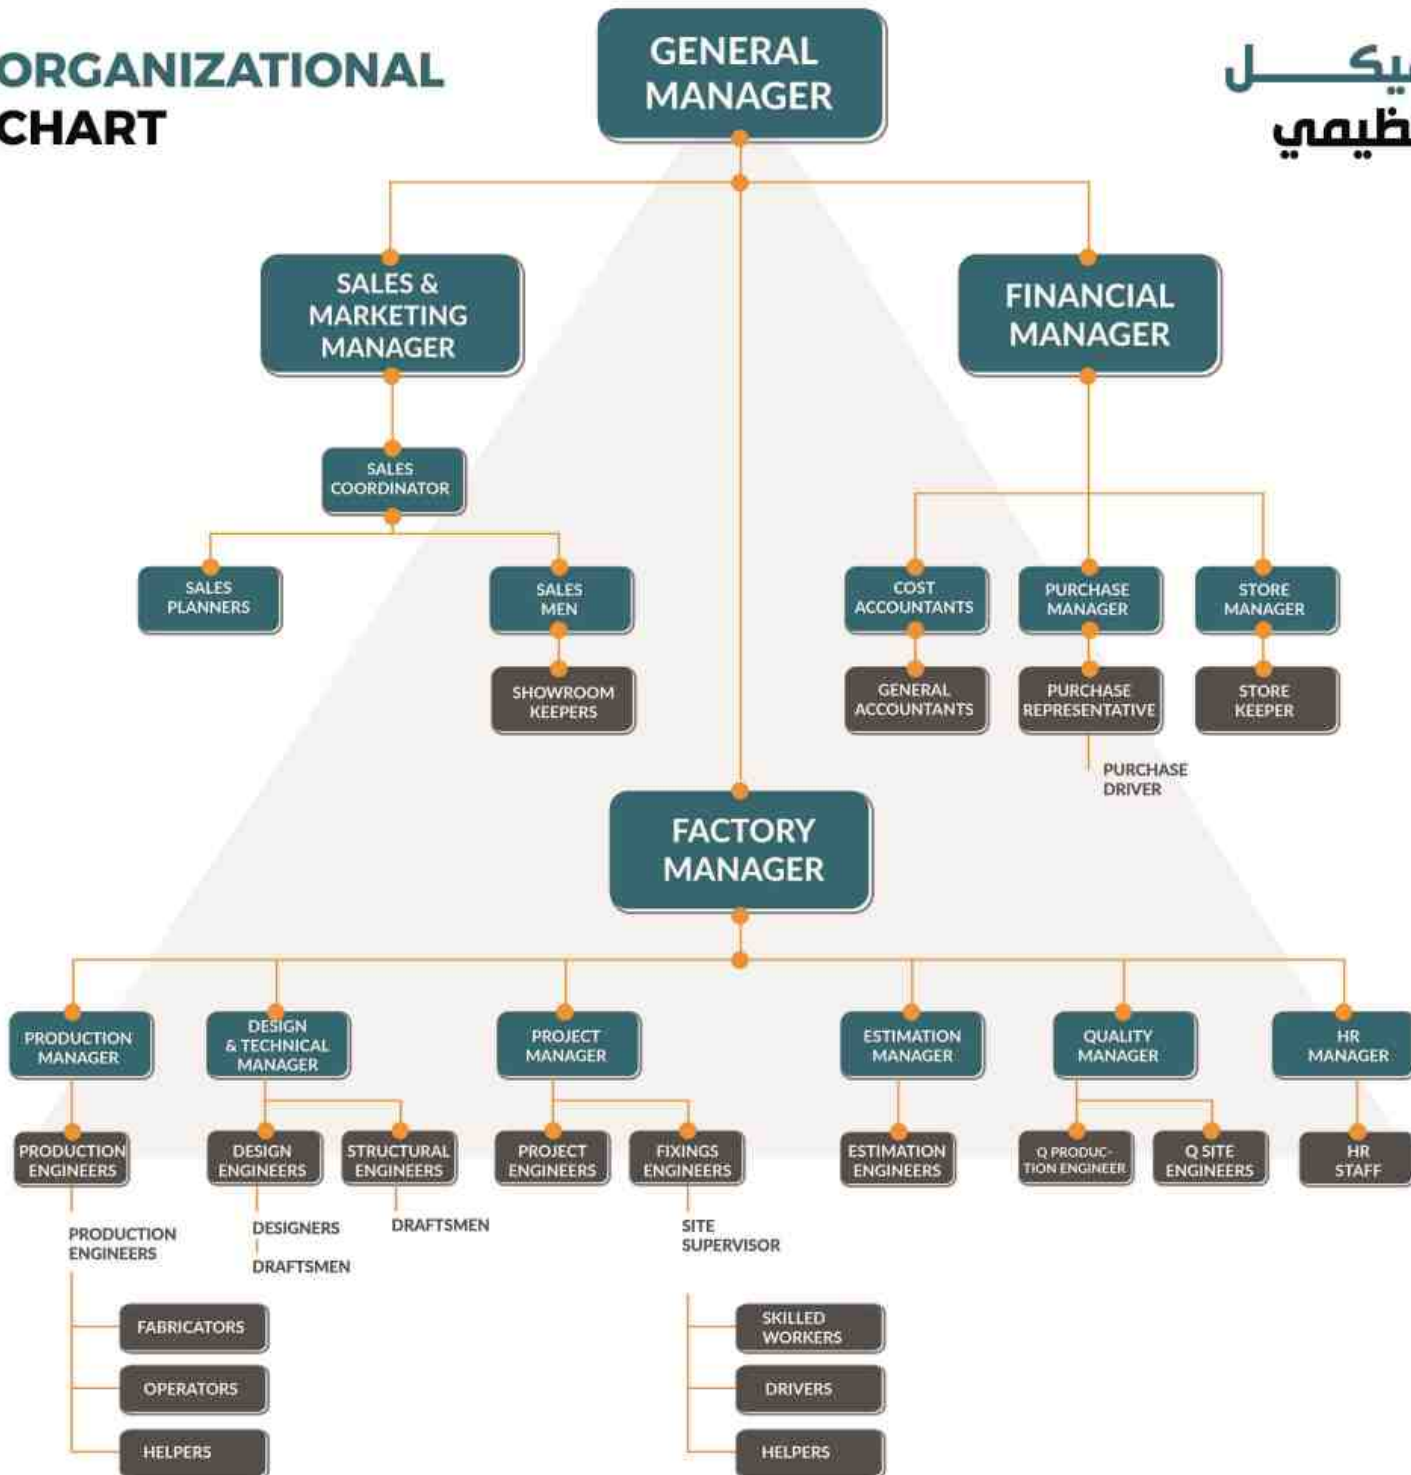 ORGANIZATIONAL
CHART
GENERAL
MANAGER
SALES &
MARKETING
MANAGER
FINANCIAL
MANAGER
SALES
COORDINATOR
SALES
PLANNERS
SALES
MEN
COST
ACCOUNTANTS
PURCHASE
MANAGER
STORE
MANAGER
SHOWROOM
KEEPERS
GENERAL
ACCOUNTANTS
PURCHASE
REPRESENTATIVE
STORE
KEEPER
PURCHASE
DRIVER
FACTORY
MANAGER
PRODUCTION
MANAGER
DESIGN
& TECHNICAL
MANAGER
PROJECT
MANAGER
ESTIMATION
MANAGER
QUALITY
MANAGER
HR
MANAGER
PRODUCTION
ENGINEERS
DESIGN
ENGINEERS
STRUCTURAL
ENGINEERS
PROJECT
ENGINEERS
FIXINGS
ENGINEERS
ESTIMATION
ENGINEERS
Q PRODUC-
TION ENGINEER
Q SITE
ENGINEERS
HR
STAFF
PRODUCTION
ENGINEERS
DESIGNERS
DRAFTSMEN
DRAFTSMEN
SITE
SUPERVISOR
FABRICATORS
OPERATORS
HELPERS
SKILLED
WORKERS
DRIVERS
HELPERS